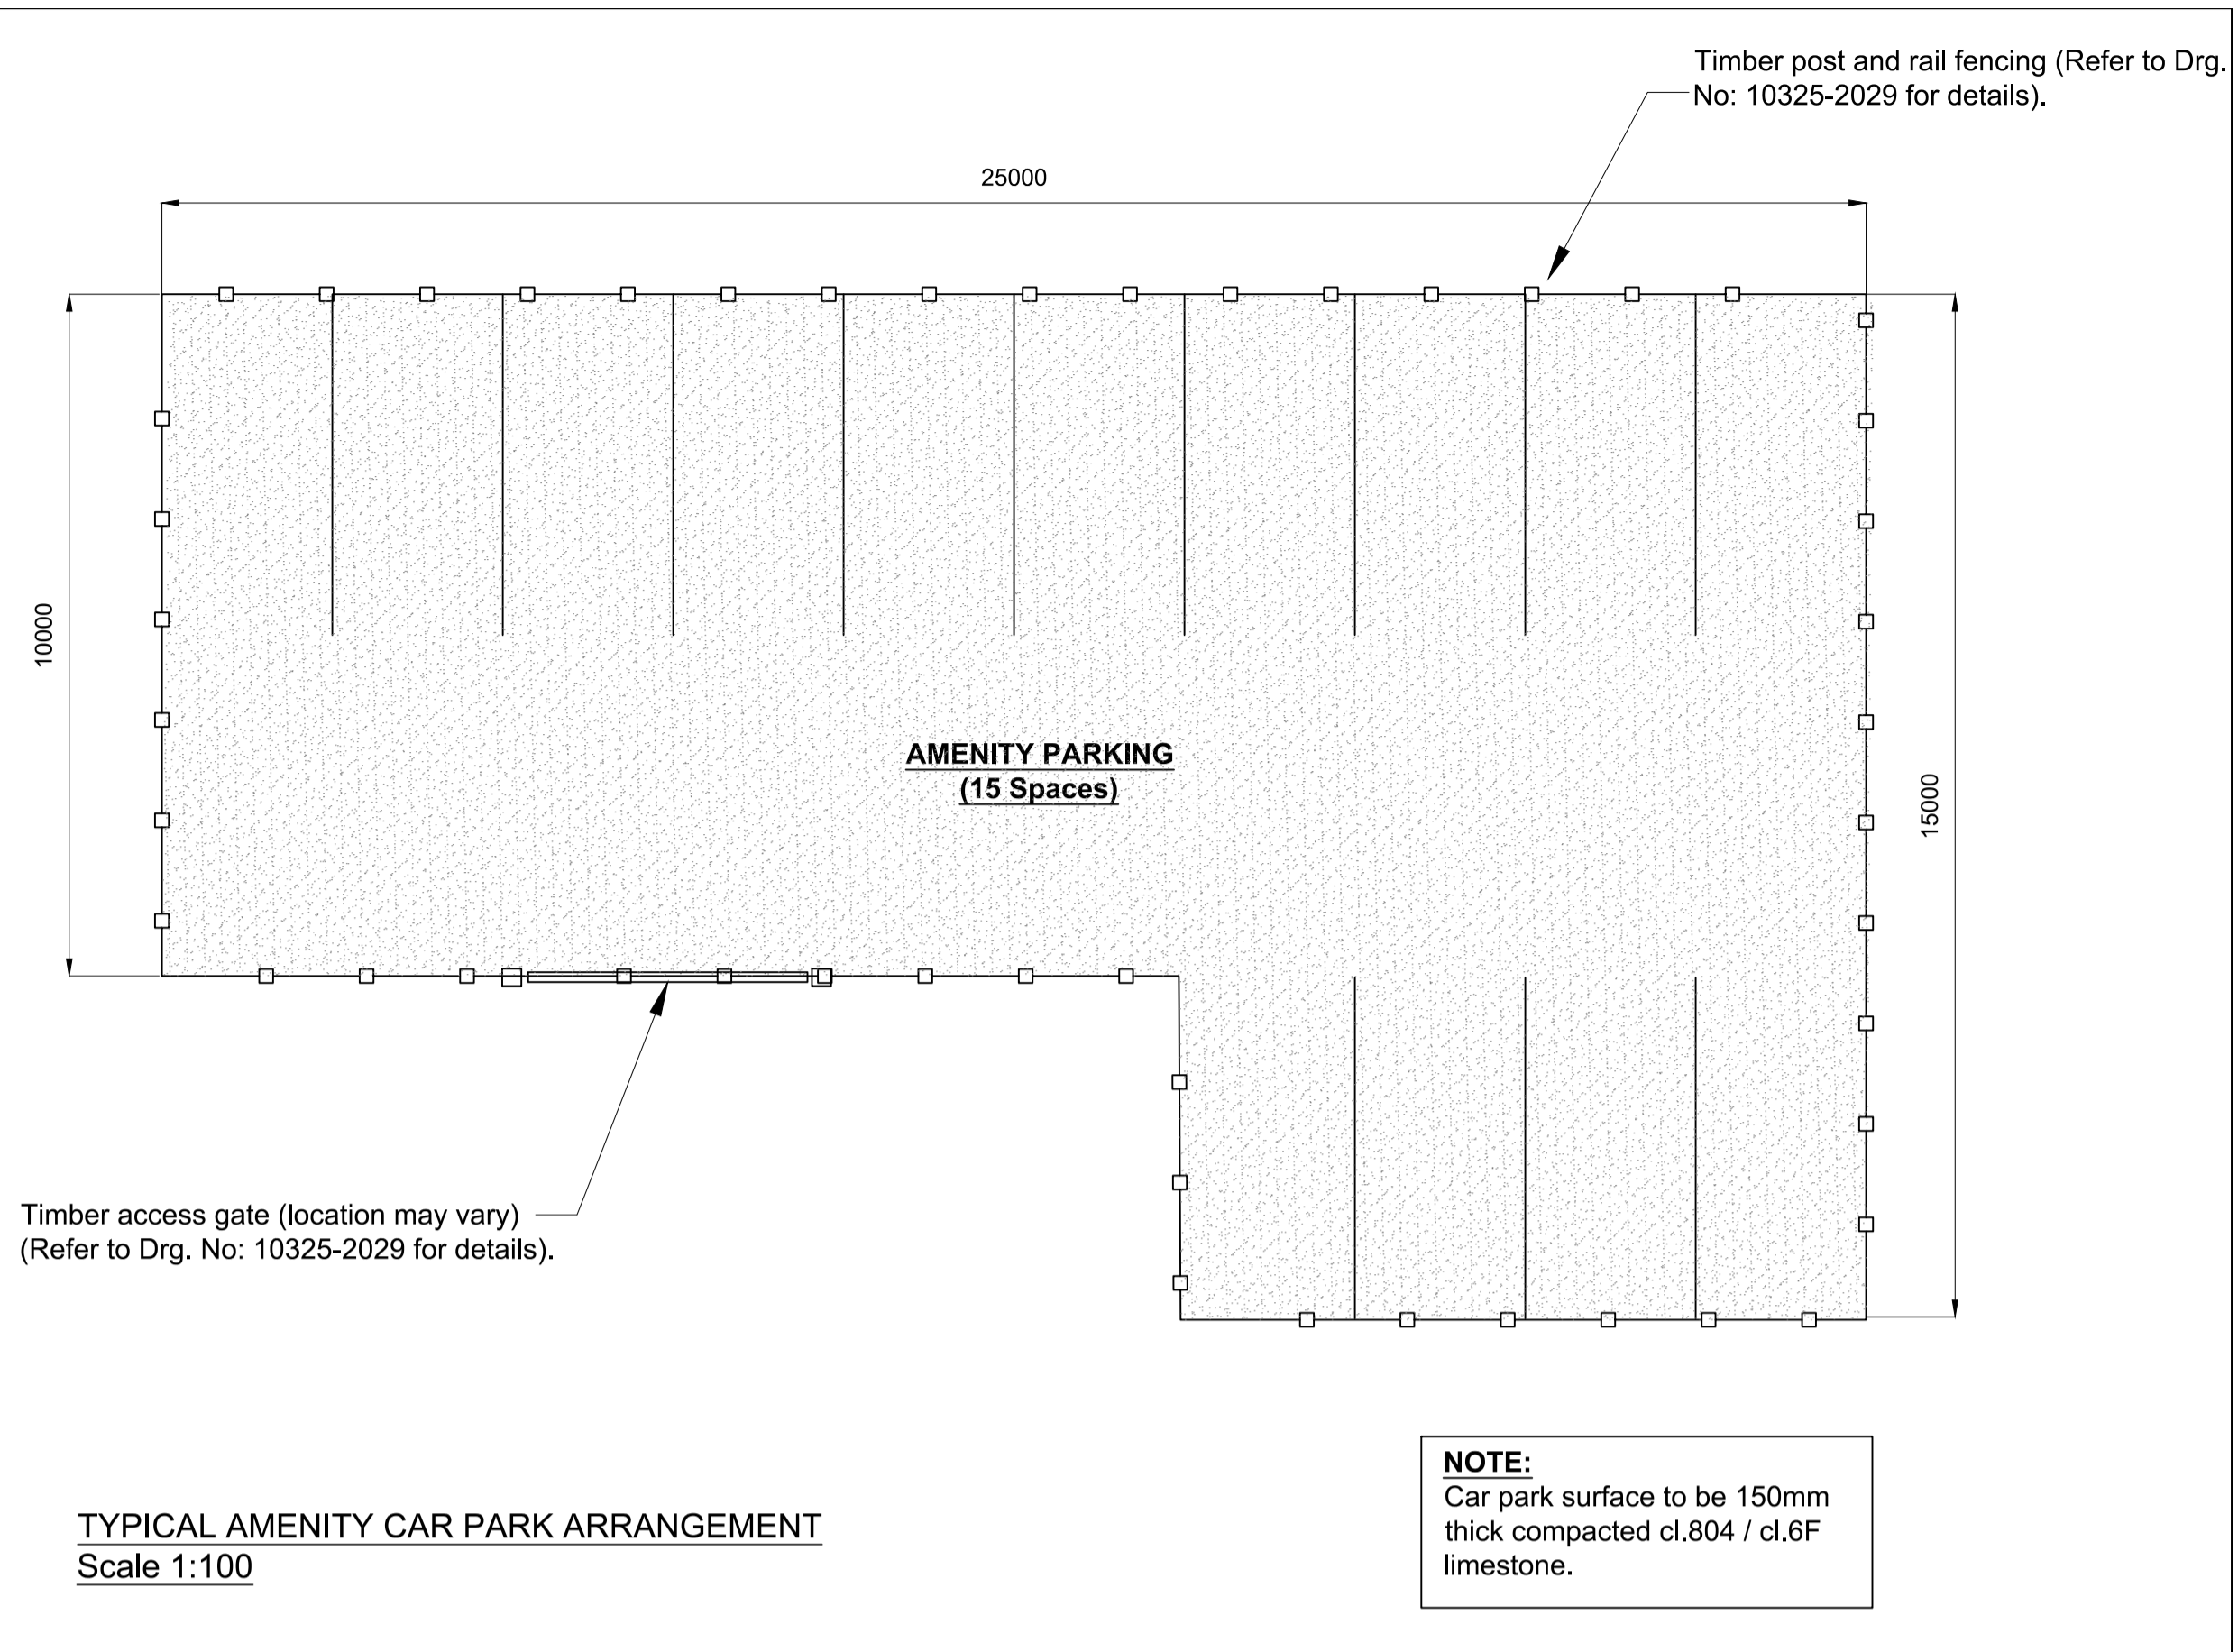 Timber post and rail fencing (Refer to Drg.
No: 10325-2029 for details).
25000
10000
AMENITY PARKING
(15 Spaces)
15000
Timber access gate (location may vary)
(Refer to Drg. No: 10325-2029 for details).
TYPICAL AMENITY CAR PARK ARRANGEMENT
Scale 1:100
NOTE:
Car park surface to be 150mm
thick compacted cl.804 / cl.6F
limestone.